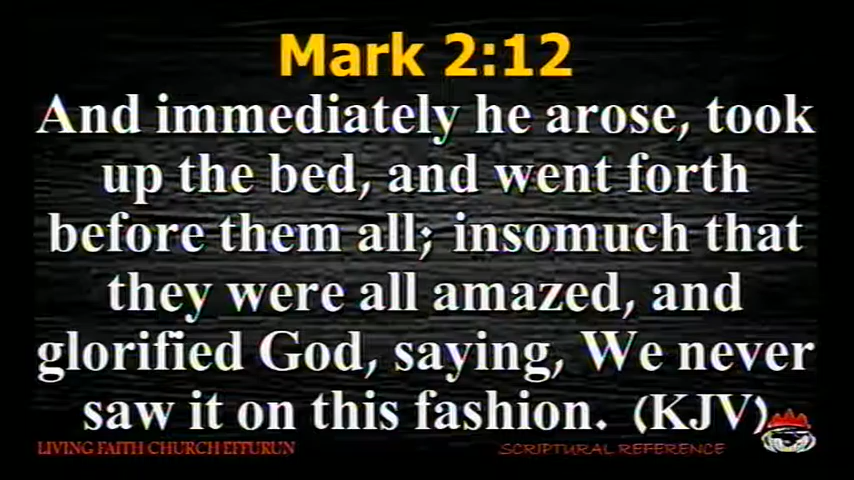 Mark 2:12
And immediately he arose, took
up the bed, and went forth
before them all; insomuch that
they were all amazed, and
glorified God, saying, We never
saw it on this fashion. (KJV)
LIVING FAITH CHURCH EFFURUN
SCRIPTURAL REFERENCE